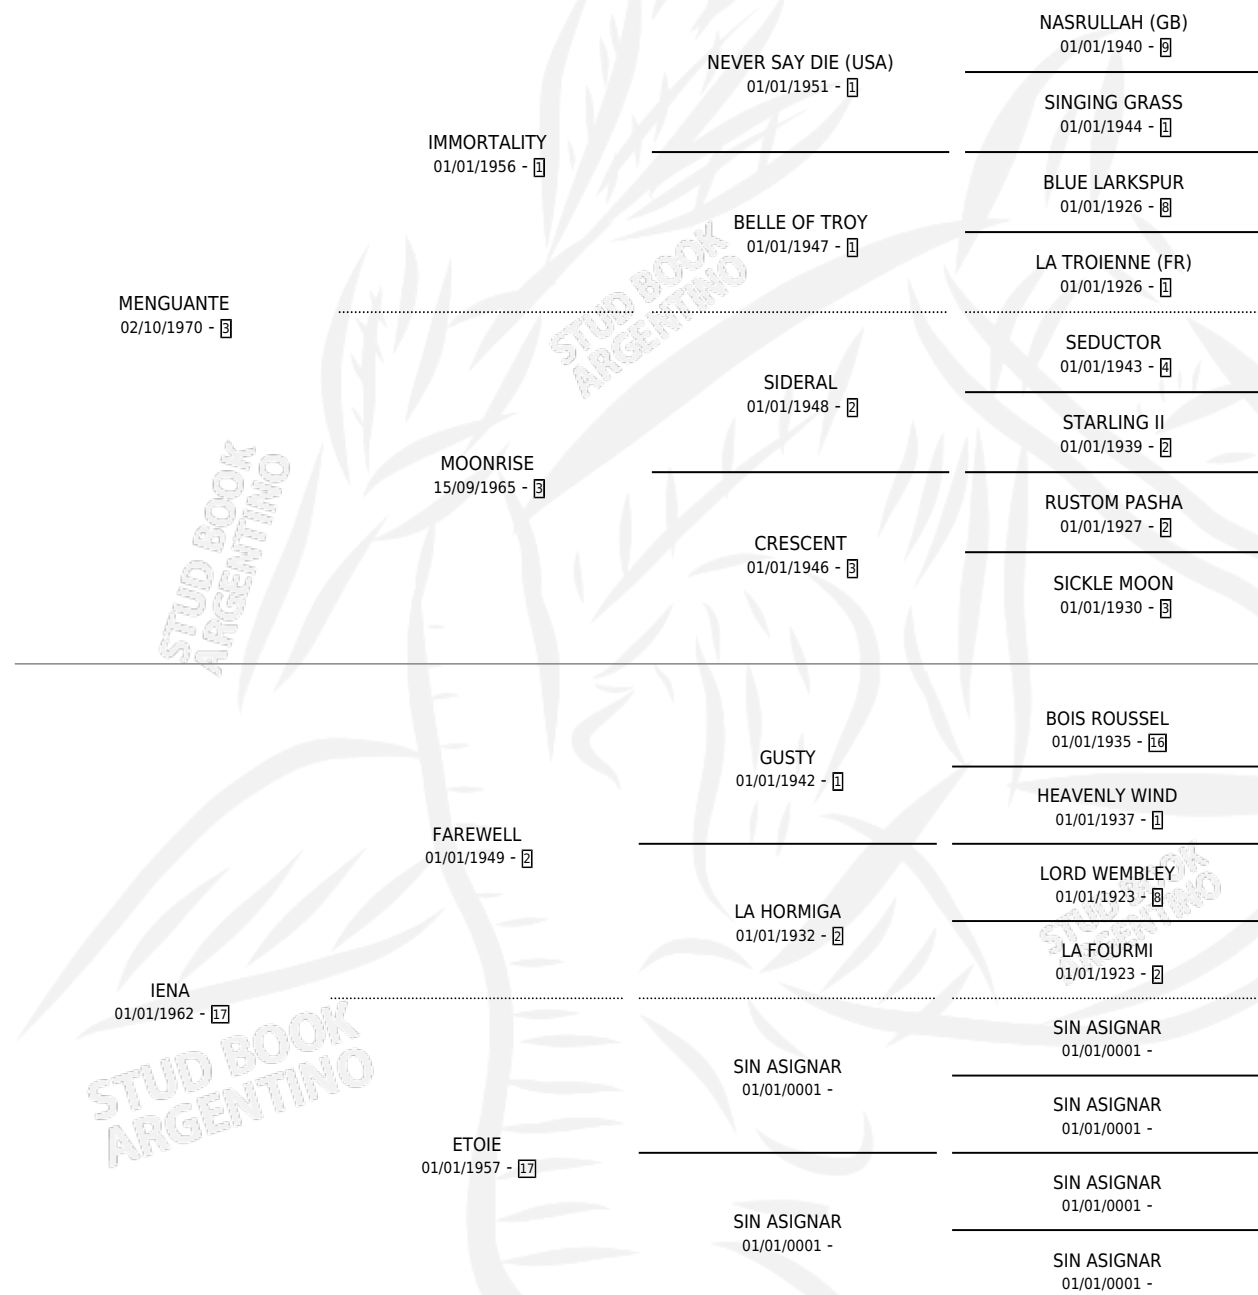 NASRULLAH (GB)
01/01/1940 - 9
NEVER SAY DIE (USA)
01/01/1951 - 1
SINGING GRASS
01/01/1944 - 1
IMMORTALITY
01/01/1956 - 1
BLUE LARKSPUR
01/01/1926 - 8
BELLE OF TROY
01/01/1947 - 1
LA TROIENNE (FR)
01/01/1926 - 1
MENGUANTE
02/10/1970 - 3
STUD BOOK
ARGENTINO
SEDUCTOR
01/01/1943 - 4
SIDERAL
01/01/1948 - 2
STARLING II
01/01/1939 - 2
MOONRISE
15/09/1965 - 3
STUD BOOK
ARGENTINO
RUSTOM PASHA
01/01/1927 - 2
CRESCENT
01/01/1946 - 3
SICKLE MOON
01/01/1930 - 3
BOIS ROUSSEL
01/01/1935 - 16
GUSTY
01/01/1942 - 1
HEAVENLY WIND
01/01/1937 - 1
FAREWELL
01/01/1949 - 2
LORD WEMBLEY
01/01/1923 - 8
STUD BOOK
ARGENTINO
LA HORMIGA
01/01/1932 - 2
LA FOURMI
01/01/1923 - 2
IENA
01/01/1962 - 17
STUD BOOK
ARGENTINO
SIN ASIGNAR
01/01/0001 -
SIN ASIGNAR
01/01/0001 -
SIN ASIGNAR
01/01/0001 -
ETOIE
01/01/1957 - 17
SIN ASIGNAR
01/01/0001 -
SIN ASIGNAR
01/01/0001 -
SIN ASIGNAR
01/01/0001 -